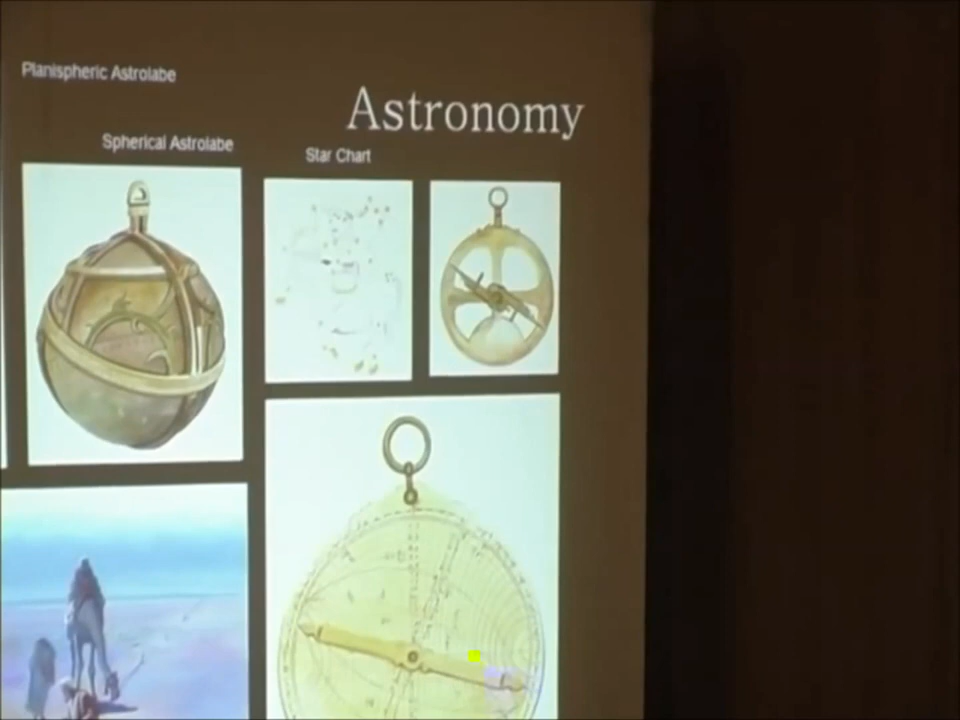 Planispheric Astrolabe
Astronomy
Spherical Astrolabe
Star Chart